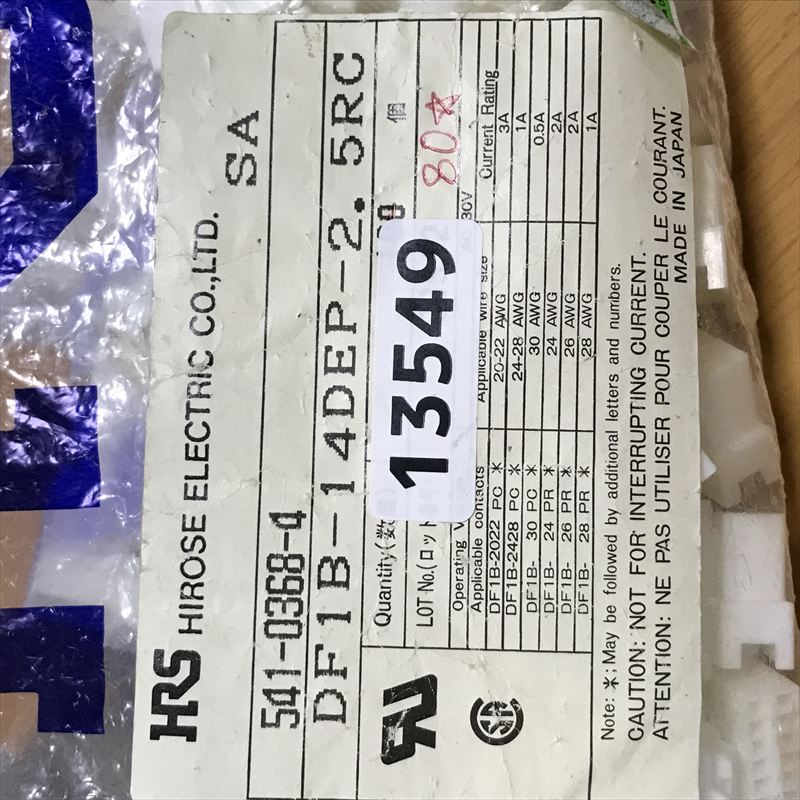 HRS HIROSE ELECTRIC CO.,LTD. SA
541-0368-4
DF1B-14DEP-2.5RC
Quantity(数 個
LOT No.(ロット
80☆
13549
Operating V AC 30V
Applicable contacts Applicable wire size Current Rating
DF1B-2022 PC * 20-22 AWG 3A
DF1B-2428 PC * 24-28 AWG 1A
DF1B- 30 PC * 30 AWG 0.5A
DF1B- 24 PR * 24 AWG 2A
DF1B- 26 PR * 26 AWG 2A
DF1B- 28 PR * 28 AWG 1A
Note: *; May be followed by additional letters and numbers.
CAUTION: NOT FOR INTERRUPTING CURRENT.
ATTENTION: NE PAS UTILISER POUR COUPER LE COURANT.
MADE IN JAPAN